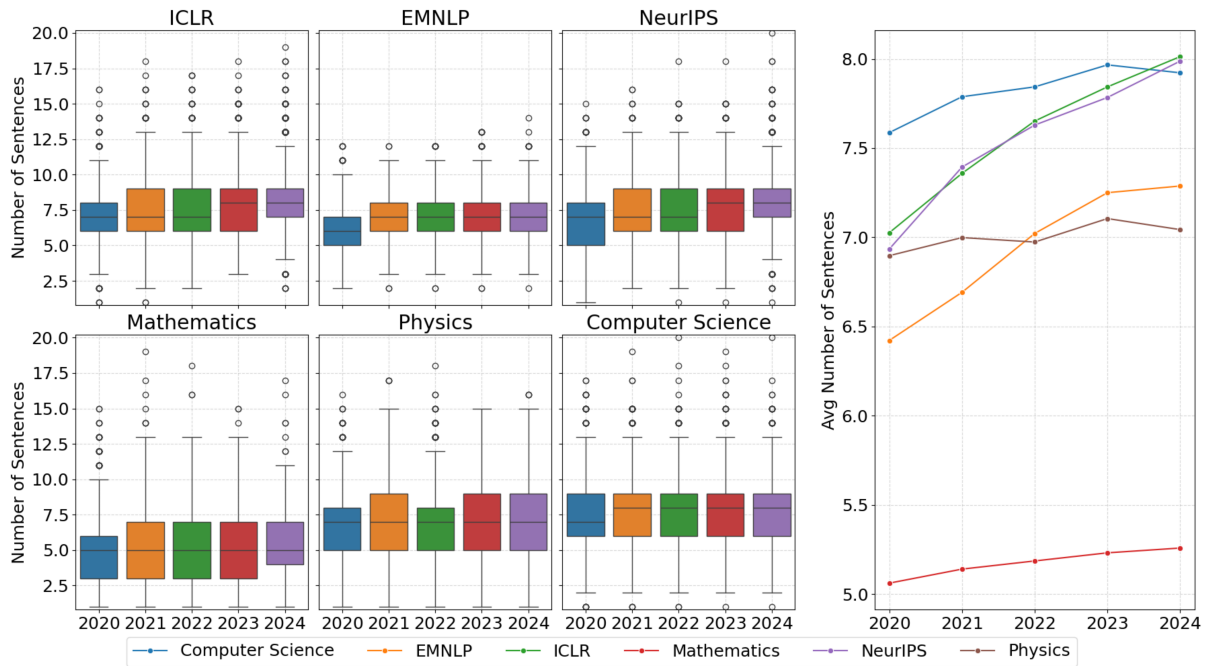 ICLR
EMNLP
NeurIPS
Number of Sentences
20.0
17.5
15.0
12.5
10.0
7.5
5.0
2.5
Mathematics
Physics
Computer Science
Number of Sentences
20.0
17.5
15.0
12.5
10.0
7.5
5.0
2.5
2020 2021 2022 2023 2024
2020 2021 2022 2023 2024
2020 2021 2022 2023 2024
Avg Number of Sentences
8.0
7.5
7.0
6.5
6.0
5.5
5.0
2020 2021 2022 2023 2024
Computer Science EMNLP ICLR Mathematics NeurIPS Physics